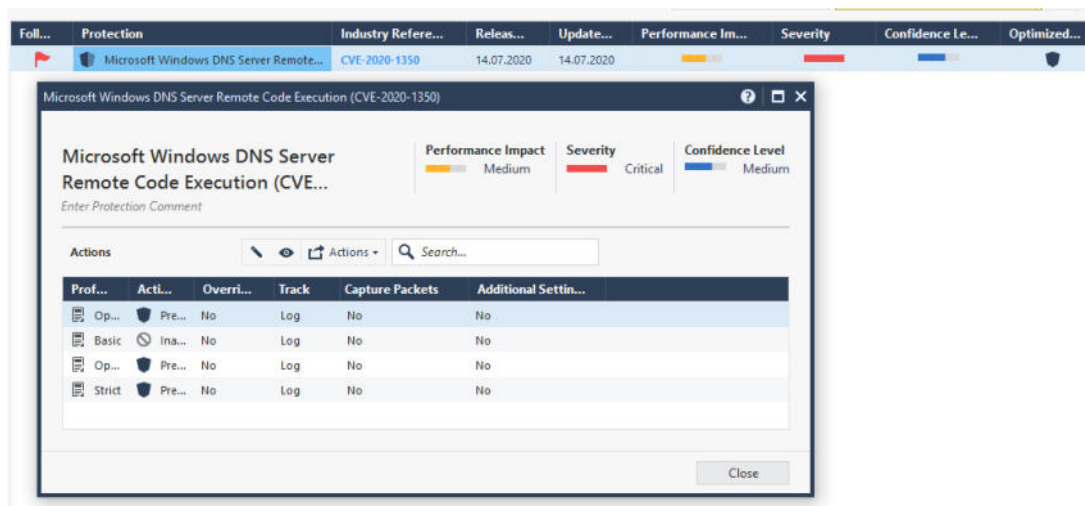 Foll... Protection Industry Refere... Releas... Update... Performance Im... Severity Confidence Le... Optimized...
Microsoft Windows DNS Server Remote... CVE-2020-1350 14.07.2020 14.07.2020
Microsoft Windows DNS Server Remote Code Execution (CVE-2020-1350)
Microsoft Windows DNS Server
Remote Code Execution (CVE...
Enter Protection Comment
Performance Impact Severity Confidence Level
Medium Critical Medium
Actions Actions Search...
Prof... Acti... Overri... Track Capture Packets Additional Settin...
Op... Pre... No Log No No
Basic Ina... No Log No No
Op... Pre... No Log No No
Strict Pre... No Log No No
Close